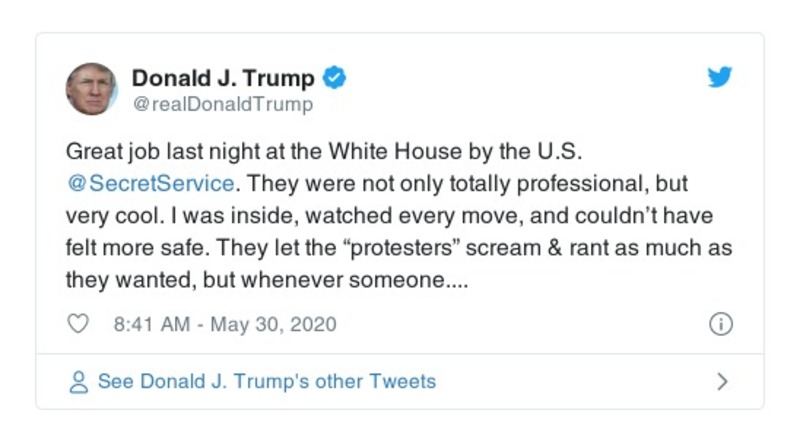 Donald J. Trump
@realDonaldTrump
Great job last night at the White House by the U.S.
@SecretService. They were not only totally professional, but
very cool. I was inside, watched every move, and couldn’t have
felt more safe. They let the “protesters” scream & rant as much as
they wanted, but whenever someone....
8:41 AM - May 30, 2020
See Donald J. Trump's other Tweets